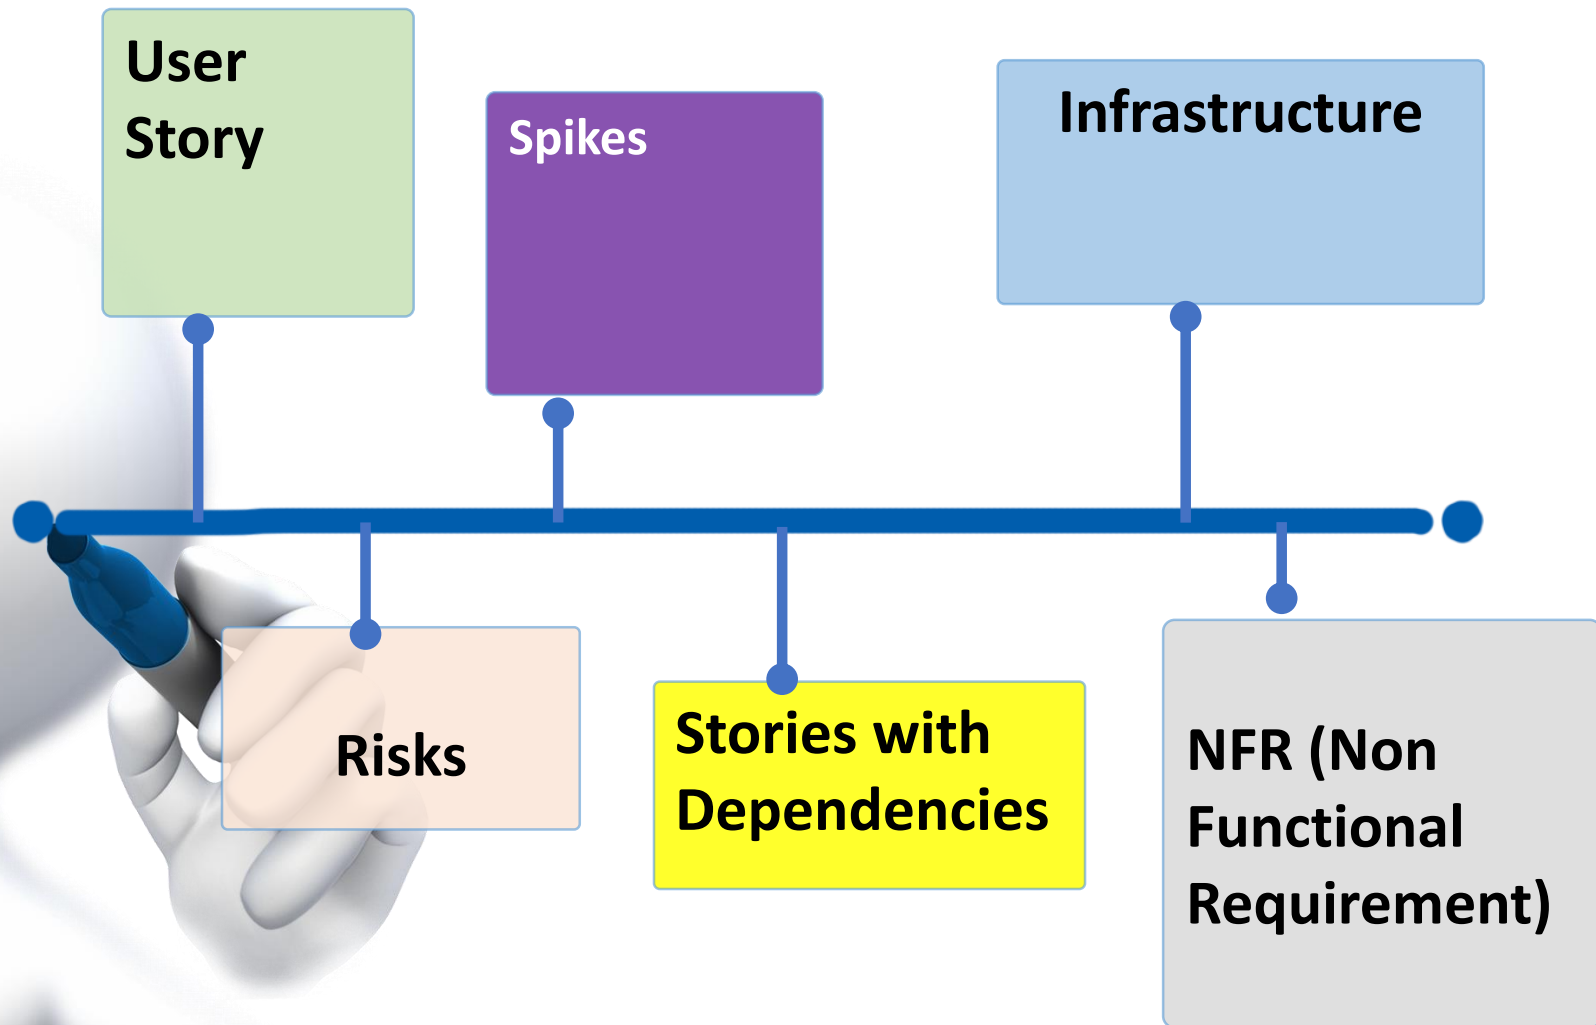 User
Story
Spikes
Infrastructure
Risks
Stories with
Dependencies
NFR (Non
Functional
Requirement)